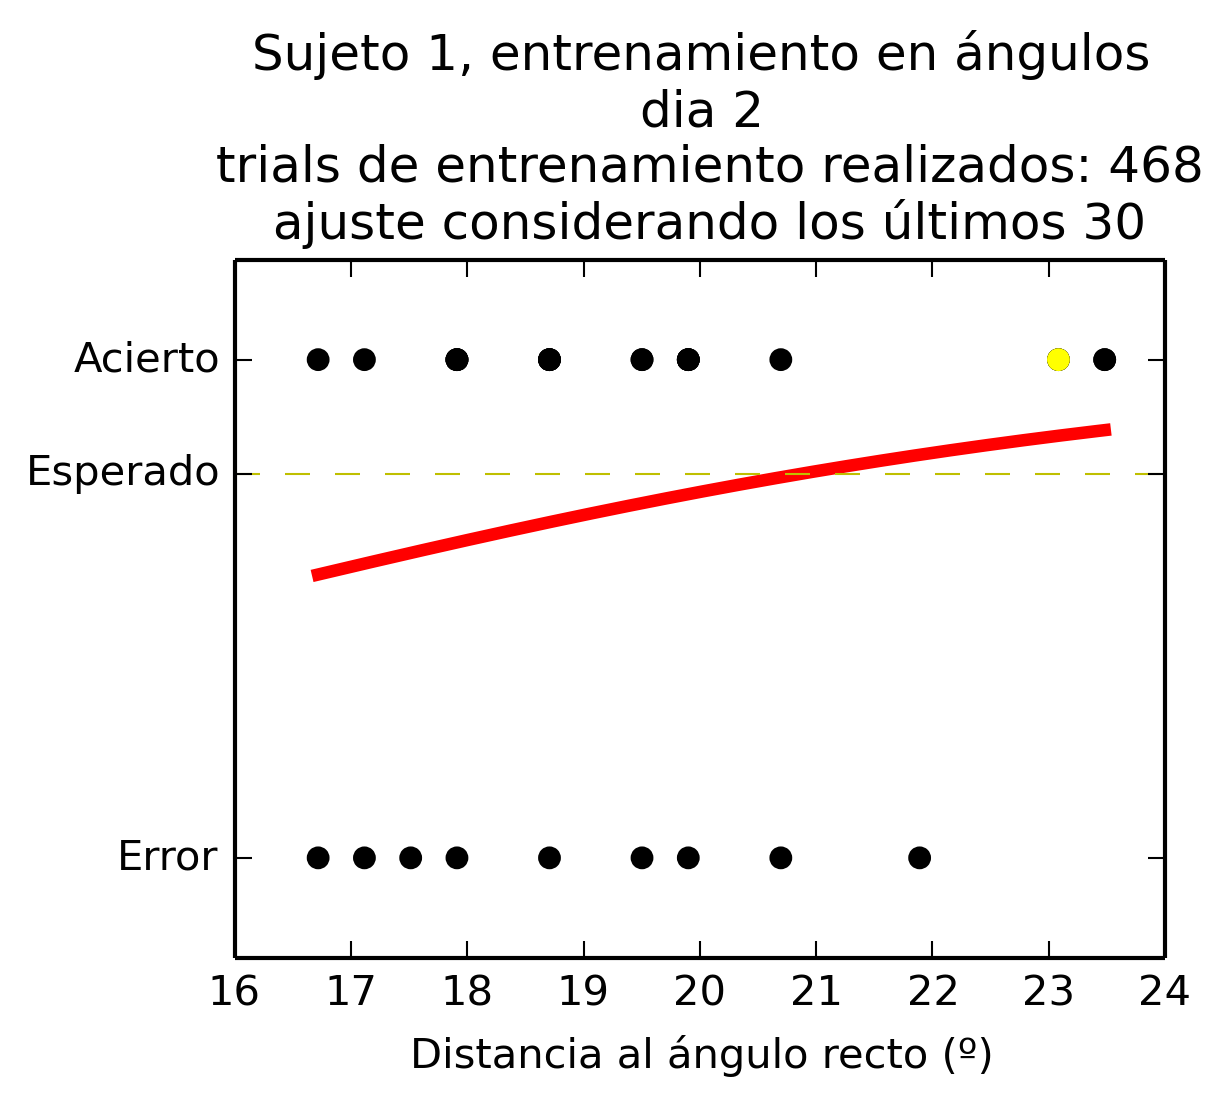 Sujeto 1, entrenamiento en ángulos
dia 2
trials de entrenamiento realizados: 468
ajuste considerando los últimos 30
Acierto
Esperado
Error
16 17 18 19 20 21 22 23 24
Distancia al ángulo recto (º)